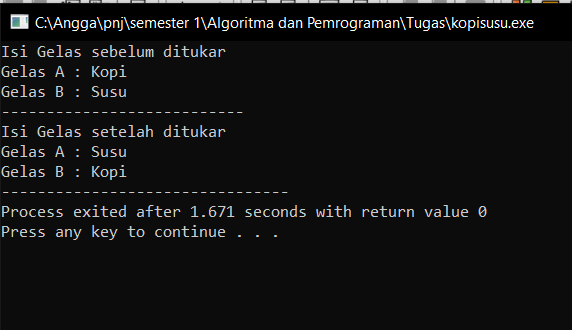 C:\Angga\pnj\semester 1\Algoritma dan Pemrograman\Tugas\kopisusu.exe
Isi Gelas sebelum ditukar
Gelas A : Kopi
Gelas B : Susu
---------------------------
Isi Gelas setelah ditukar
Gelas A : Susu
Gelas B : Kopi
--------------------------------
Process exited after 1.671 seconds with return value 0
Press any key to continue . . .